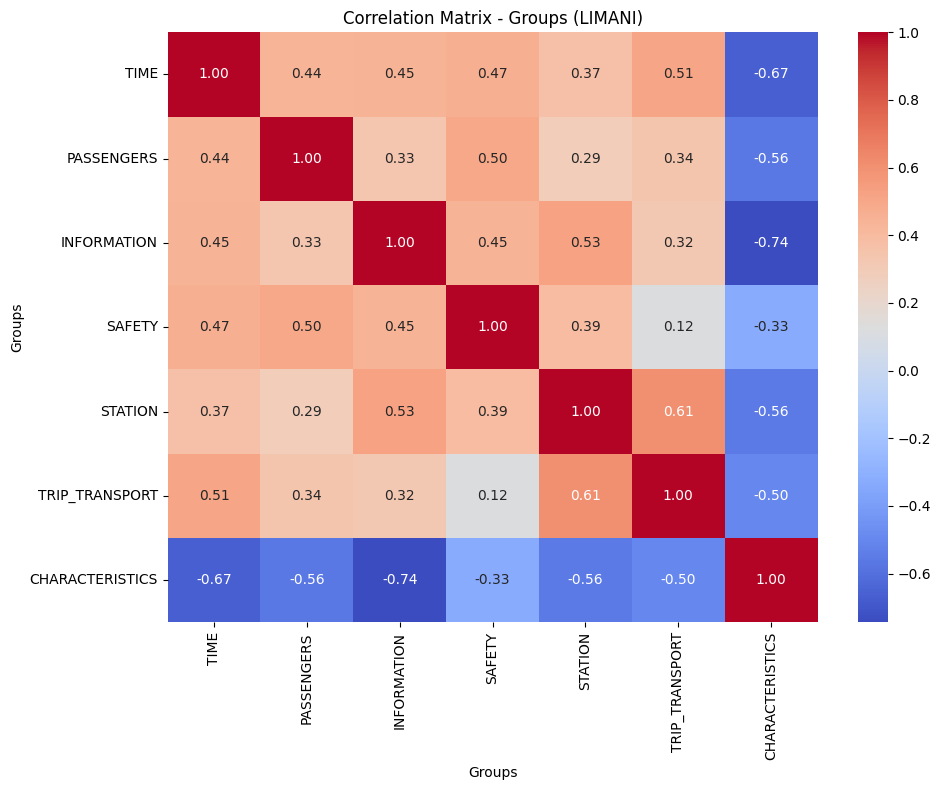 Correlation Matrix - Groups (LIMANI)
TIME 1.00 0.44 0.45 0.47 0.37 0.51 -0.67
PASSENGERS 0.44 1.00 0.33 0.50 0.29 0.34 -0.56
INFORMATION 0.45 0.33 1.00 0.45 0.53 0.32 -0.74
SAFETY 0.47 0.50 0.45 1.00 0.39 0.12 -0.33
STATION 0.37 0.29 0.53 0.39 1.00 0.61 -0.56
TRIP_TRANSPORT 0.51 0.34 0.32 0.12 0.61 1.00 -0.50
CHARACTERISTICS -0.67 -0.56 -0.74 -0.33 -0.56 -0.50 1.00
Groups
TIME
PASSENGERS
INFORMATION
SAFETY
STATION
TRIP_TRANSPORT
CHARACTERISTICS
Groups
1.0
0.8
0.6
0.4
0.2
0.0
−0.2
−0.4
−0.6